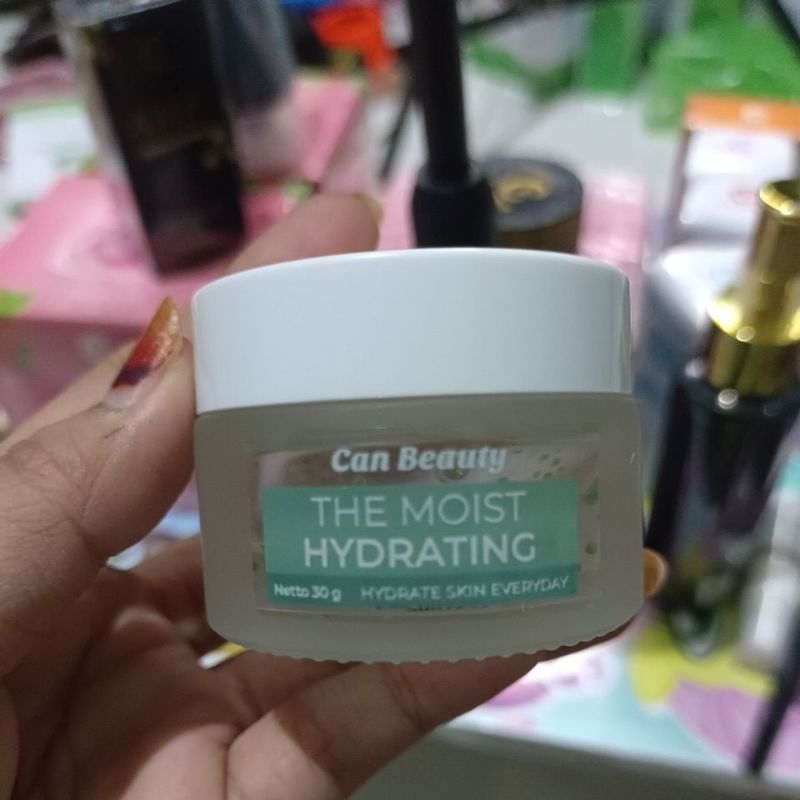 Can Beauty
THE MOIST
HYDRATING
Netto 30 g HYDRATE SKIN EVERYDAY